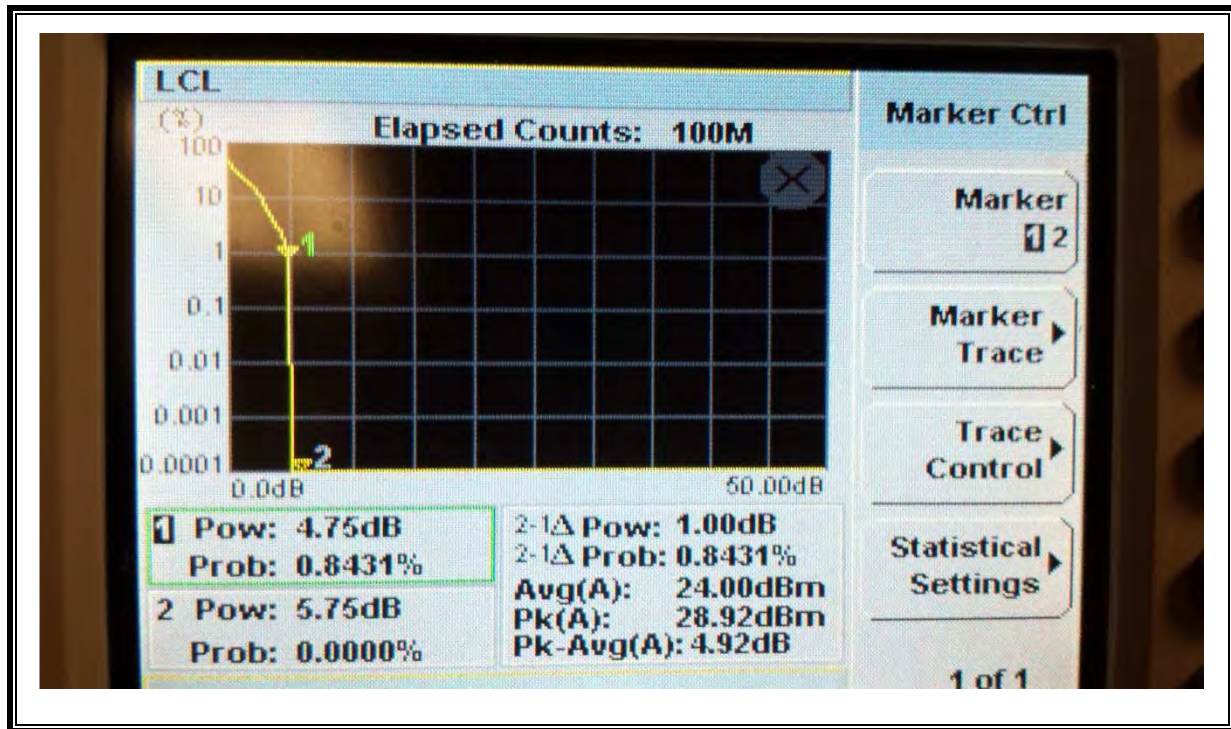 LCL
(%)
Elapsed Counts: 100M
100
10
1
0.1
0.01
0.001
0.0001
1
2
0.0dB
50.00dB
1 Pow: 4.75dB
Prob: 0.8431%
2 Pow: 5.75dB
Prob: 0.0000%
2-1Δ Pow: 1.00dB
2-1Δ Prob: 0.8431%
Avg(A): 24.00dBm
Pk(A): 28.92dBm
Pk-Avg(A): 4.92dB
Marker Ctrl
Marker
1 2
Marker
Trace
Trace
Control
Statistical
Settings
1 of 1